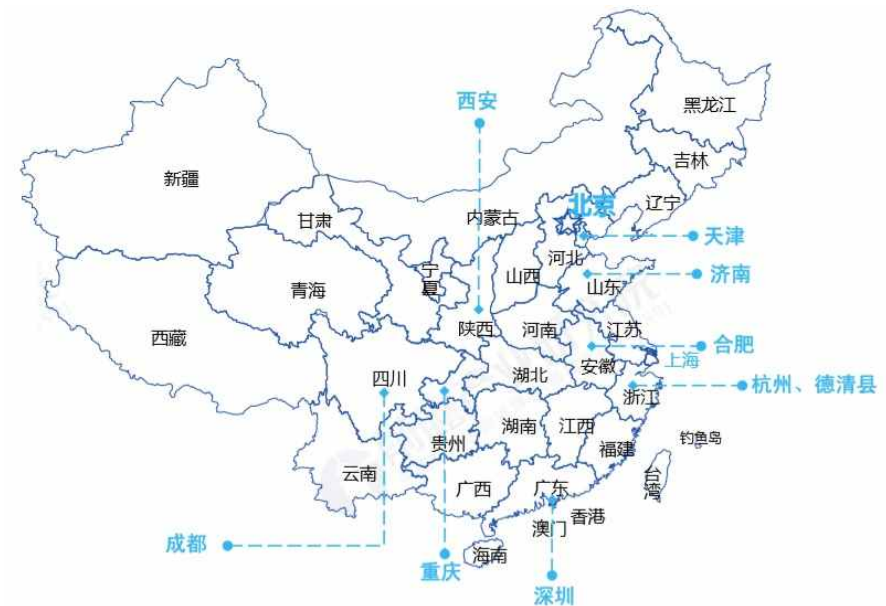 西安
黑龙江
吉林
新疆
辽宁
北京
内蒙古
甘肃
天津
河北
宁夏
山西
济南
山东
青海
陕西
河南
江苏
西藏
合肥
上海
安徽
四川
湖北
杭州、德清县
浙江
湖南
江西
贵州
钓鱼岛
福建
云南
台湾
广西
广东
香港
澳门
成都
海南
重庆
深圳